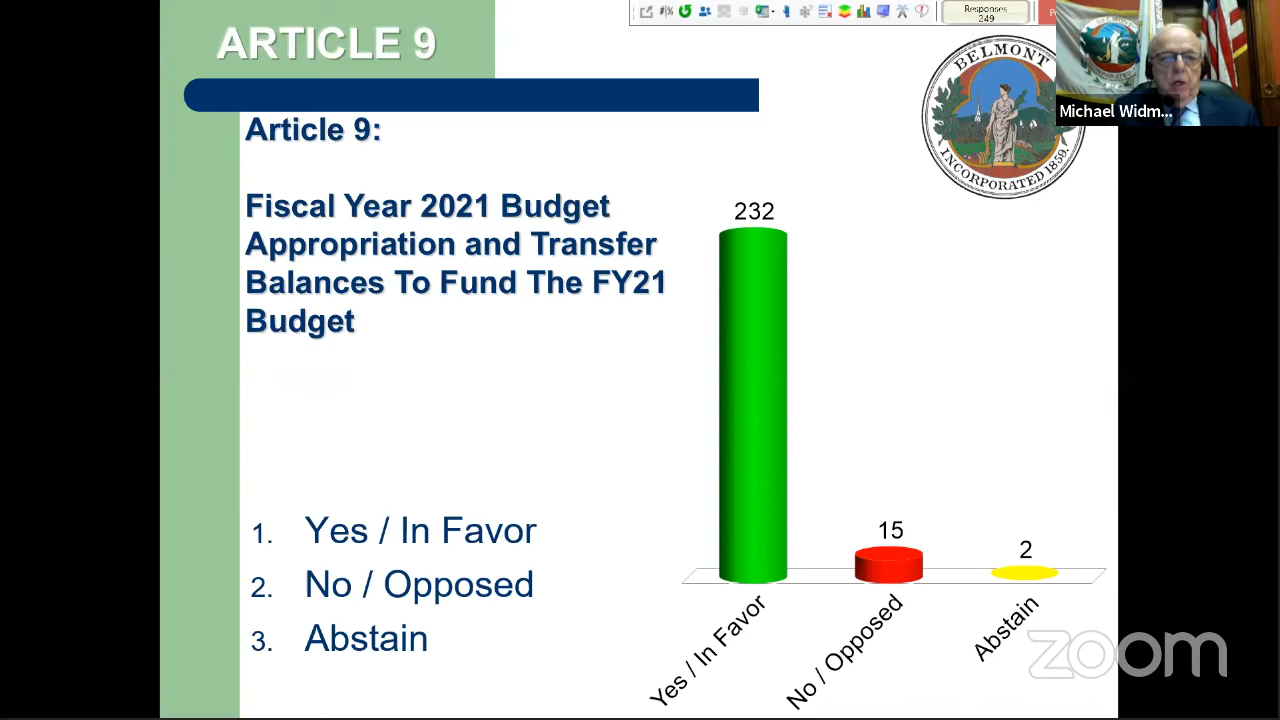 ARTICLE 9
Responses
249
BELMONT
INCORPORATED 1859.
Michael Widm...
Article 9:
Fiscal Year 2021 Budget
Appropriation and Transfer
Balances To Fund The FY21
Budget
232
15
2
1. Yes / In Favor
2. No / Opposed
3. Abstain
Yes / In Favor
No / Opposed
Abstain
zoom